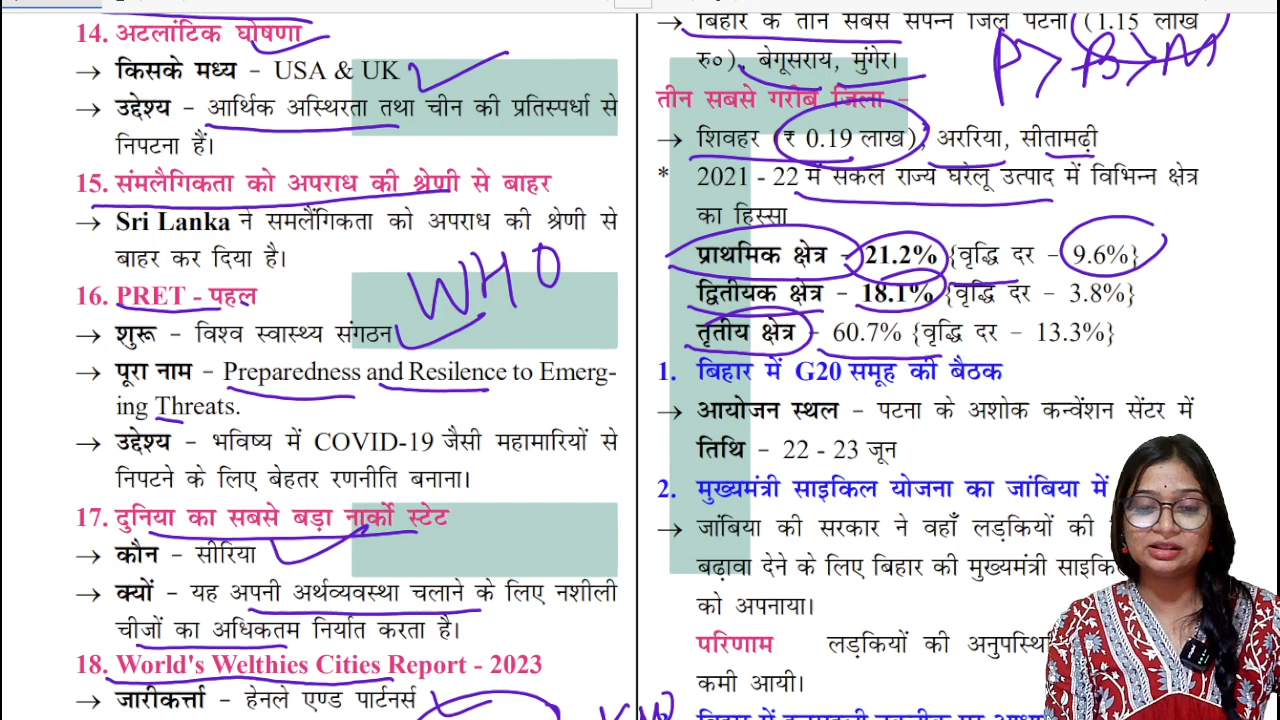 14. अटलांटिक घोषणा
→ किसके मध्य - USA & UK
→ उद्देश्य - आर्थिक अस्थिरता तथा चीन की प्रतिस्पर्धा से
निपटना हैं।
15. संमलैगिकता को अपराध की श्रेणी से बाहर
→ Sri Lanka ने समलैंगिकता को अपराध की श्रेणी से
बाहर कर दिया है।
16. PRET - पहल
WHO
→ शुरू - विश्व स्वास्थ्य संगठन
→ पूरा नाम - Preparedness and Resilence to Emerg-
ing Threats.
→ उद्देश्य - भविष्य में COVID-19 जैसी महामारियों से
निपटने के लिए बेहतर रणनीति बनाना।
17. दुनिया का सबसे बड़ा नार्को स्टेट
→ कौन - सीरिया
→ क्यों - यह अपनी अर्थव्यवस्था चलाने के लिए नशीली
चीजों का अधिकतम निर्यात करता है।
18. World's Welthies Cities Report - 2023
→ जारीकर्त्ता - हेनले एण्ड पार्टनर्स
→ बिहार के तीन सबसे संपन्न जिले पटना (1.15 लाख
रु०), बेगूसराय, मुंगेर।
P > B > M
तीन सबसे गरीब जिला -
→ शिवहर (₹ 0.19 लाख), अररिया, सीतामढ़ी
* 2021 - 22 में सकल राज्य घरेलू उत्पाद में विभिन्न क्षेत्र
का हिस्सा
प्राथमिक क्षेत्र - 21.2% {वृद्धि दर - 9.6%}
द्वितीयक क्षेत्र - 18.1% {वृद्धि दर - 3.8%}
तृतीय क्षेत्र - 60.7% {वृद्धि दर - 13.3%}
1. बिहार में G20 समूह की बैठक
→ आयोजन स्थल - पटना के अशोक कन्वेंशन सेंटर में
तिथि - 22 - 23 जून
2. मुख्यमंत्री साइकिल योजना का जांबिया में
→ जांबिया की सरकार ने वहाँ लड़कियों की
बढ़ावा देने के लिए बिहार की मुख्यमंत्री साइकि
को अपनाया।
परिणाम लड़कियों की अनुपस्थि
कमी आयी।